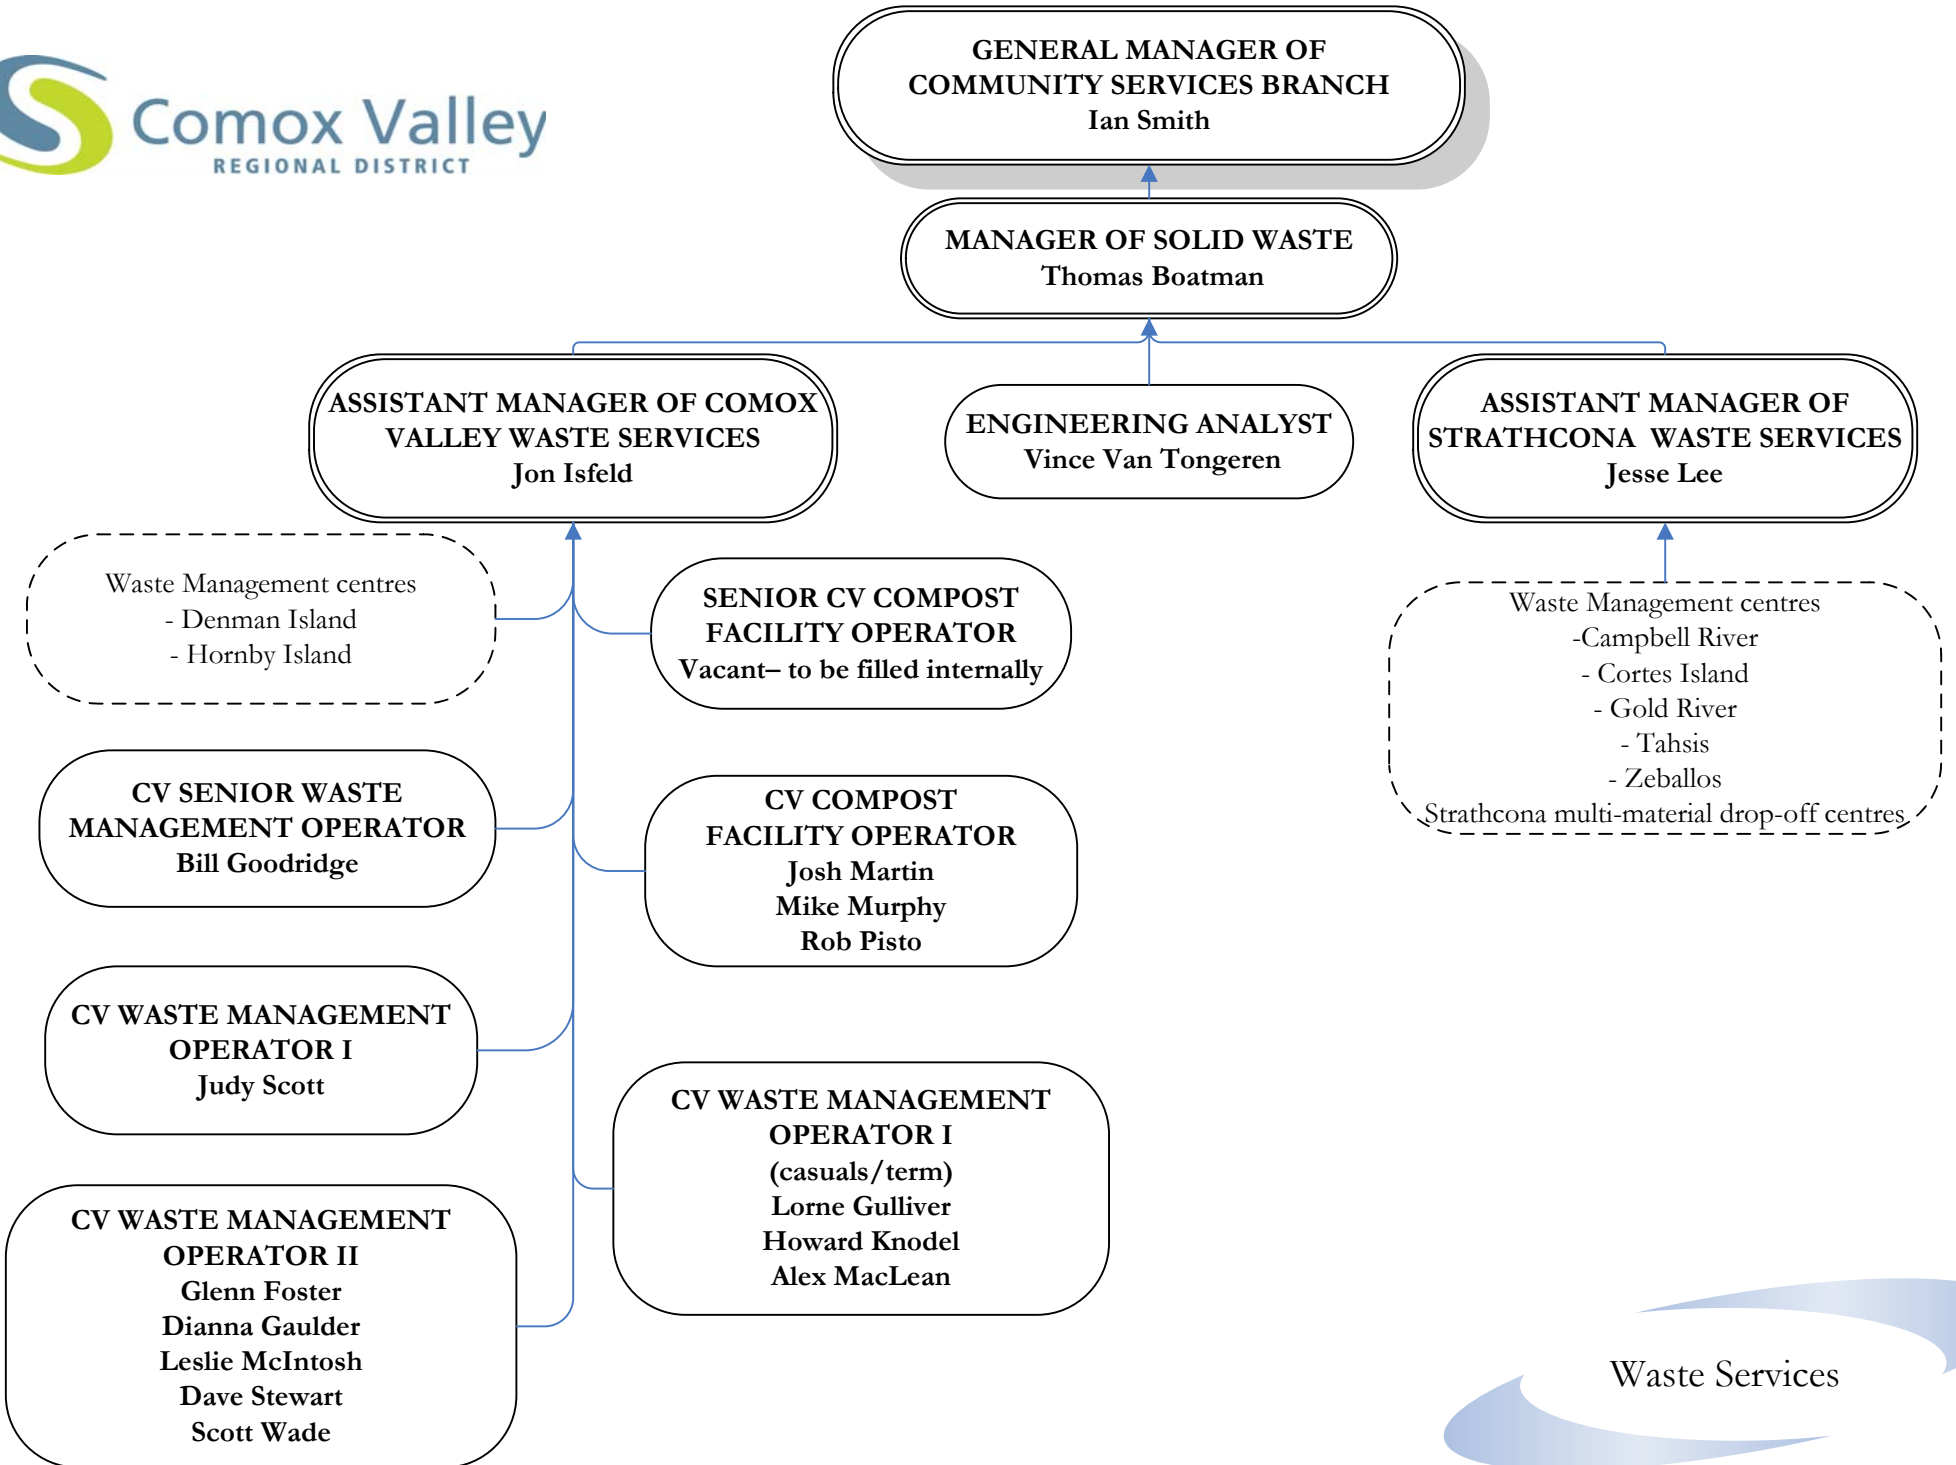 Comox Valley
REGIONAL DISTRICT
GENERAL MANAGER OF
COMMUNITY SERVICES BRANCH
Ian Smith
MANAGER OF SOLID WASTE
Thomas Boatman
ASSISTANT MANAGER OF COMOX
VALLEY WASTE SERVICES
Jon Isfeld
ENGINEERING ANALYST
Vince Van Tongeren
ASSISTANT MANAGER OF
STRATHCONA WASTE SERVICES
Jesse Lee
Waste Management centres
- Denman Island
- Hornby Island
SENIOR CV COMPOST
FACILITY OPERATOR
Vacant– to be filled internally
Waste Management centres
-Campbell River
- Cortes Island
- Gold River
- Tahsis
- Zeballos
Strathcona multi-material drop-off centres
CV SENIOR WASTE
MANAGEMENT OPERATOR
Bill Goodridge
CV COMPOST
FACILITY OPERATOR
Josh Martin
Mike Murphy
Rob Pisto
CV WASTE MANAGEMENT
OPERATOR I
Judy Scott
CV WASTE MANAGEMENT
OPERATOR I
(casuals/term)
Lorne Gulliver
Howard Knodel
Alex MacLean
CV WASTE MANAGEMENT
OPERATOR II
Glenn Foster
Dianna Gaulder
Leslie McIntosh
Dave Stewart
Scott Wade
Waste Services